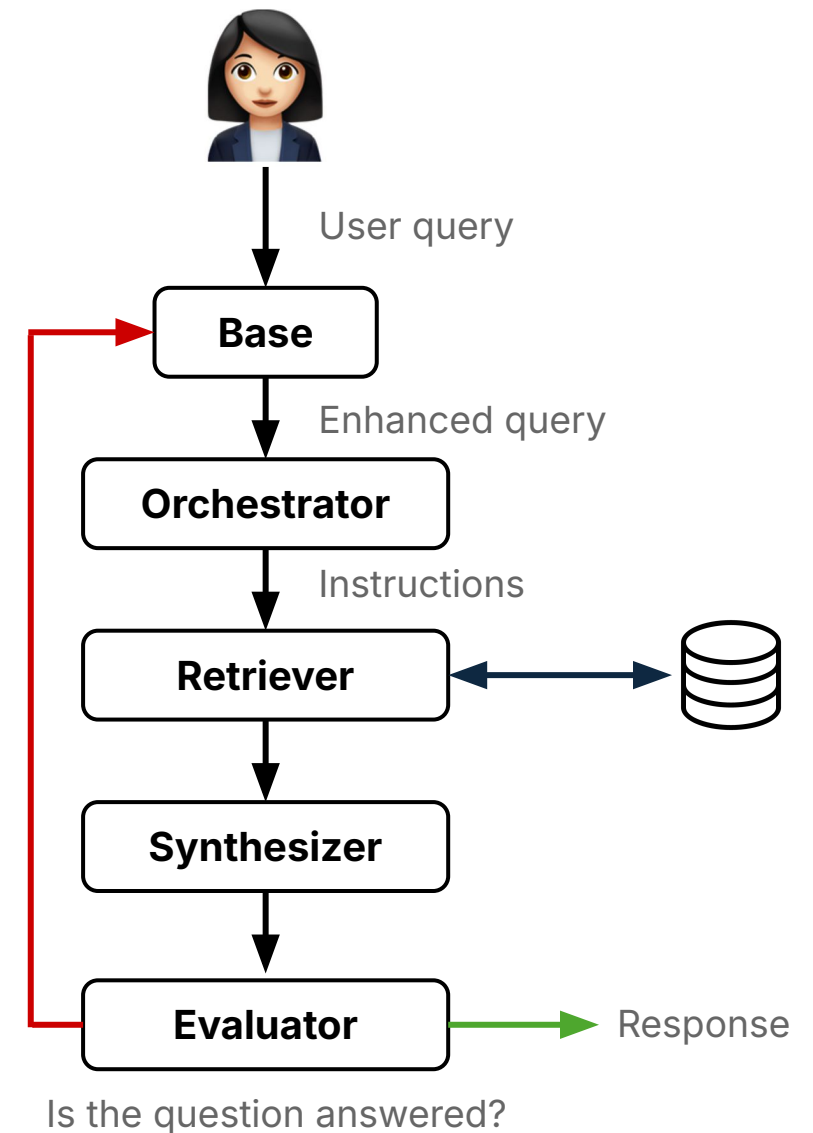 User query
Base
Enhanced query
Orchestrator
Instructions
Retriever
Synthesizer
Evaluator
Response
Is the question answered?